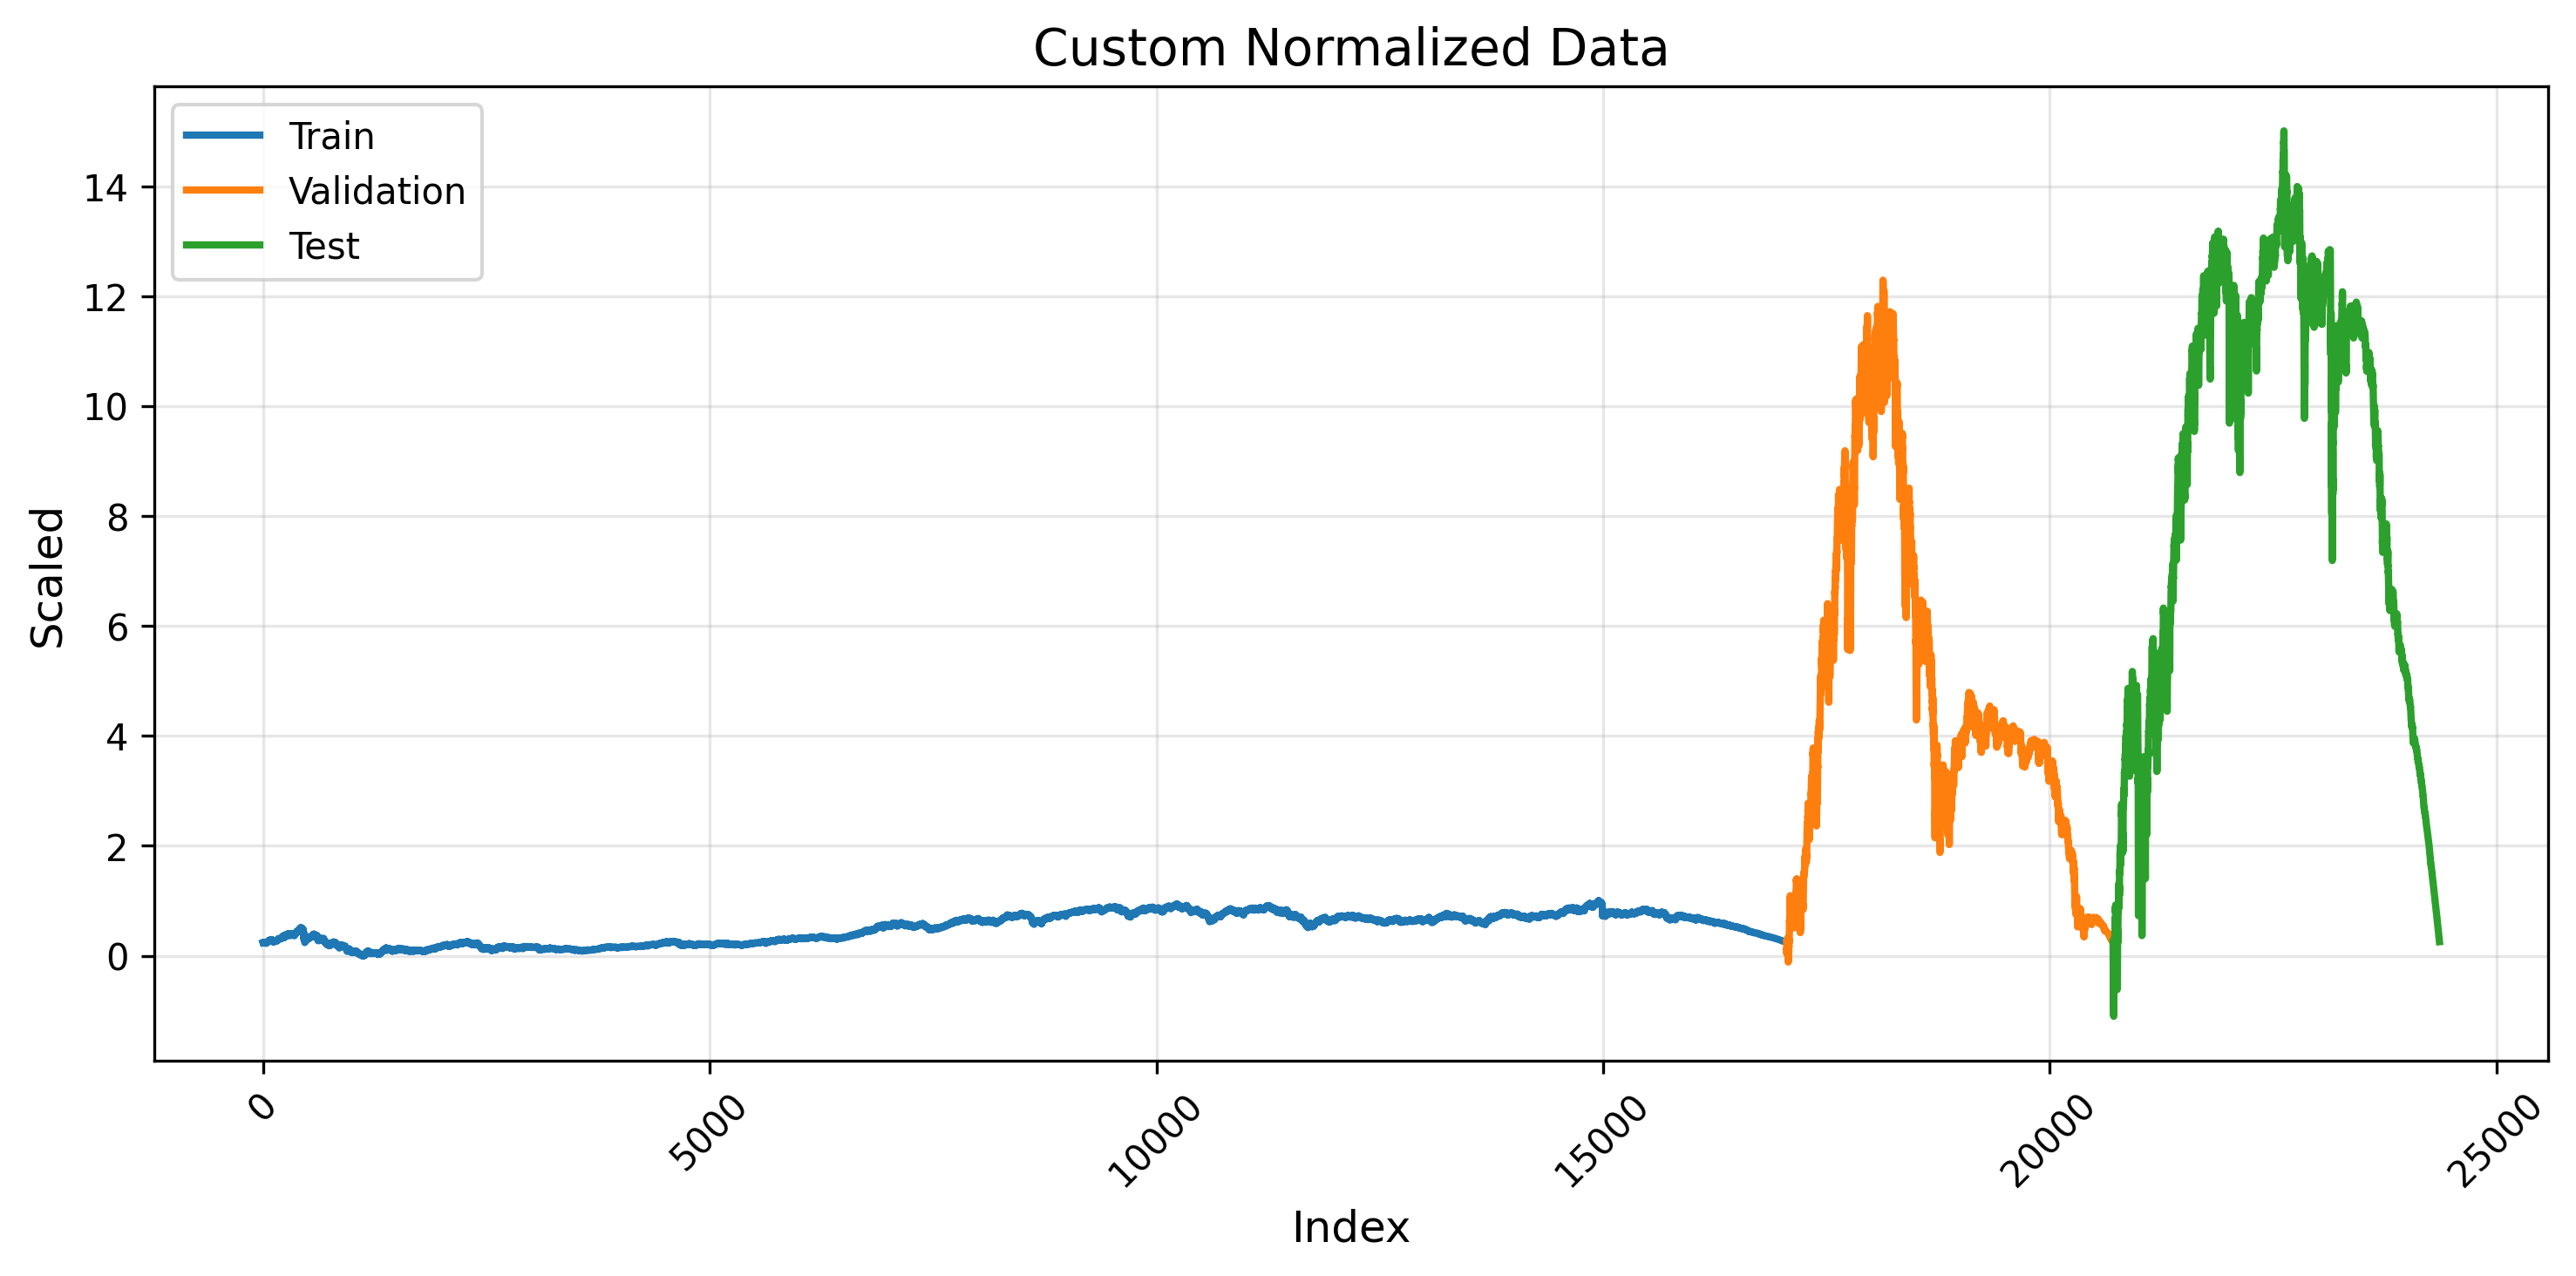 Custom Normalized Data
Train
Validation
Test
14
12
10
8
6
4
2
0
Scaled
0
5000
10000
15000
20000
25000
Index